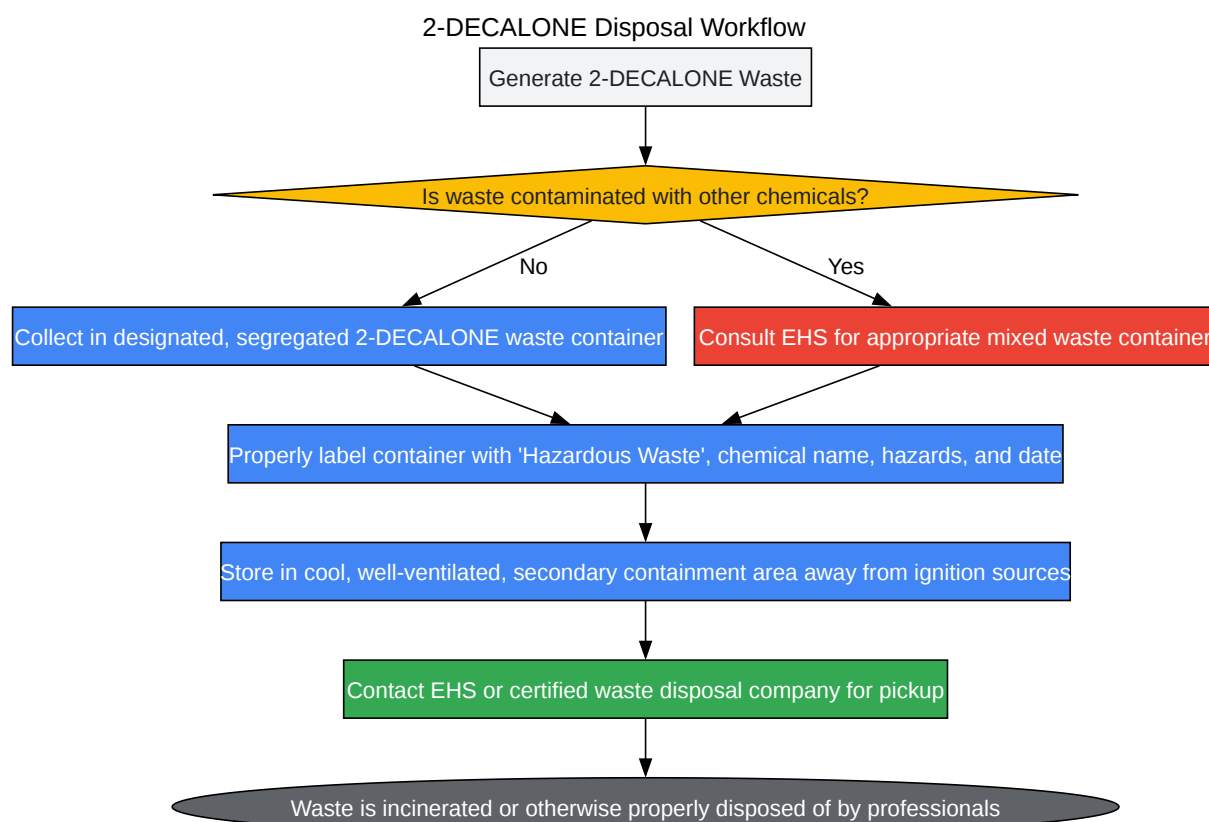 2-DECALONE Disposal Workflow
Generate 2-DECALONE Waste
Is waste contaminated with other chemicals?
No
Yes
Collect in designated, segregated 2-DECALONE waste container
Consult EHS for appropriate mixed waste container
Properly label container with 'Hazardous Waste', chemical name, hazards, and date
Store in cool, well-ventilated, secondary containment area away from ignition sources
Contact EHS or certified waste disposal company for pickup
Waste is incinerated or otherwise properly disposed of by professionals